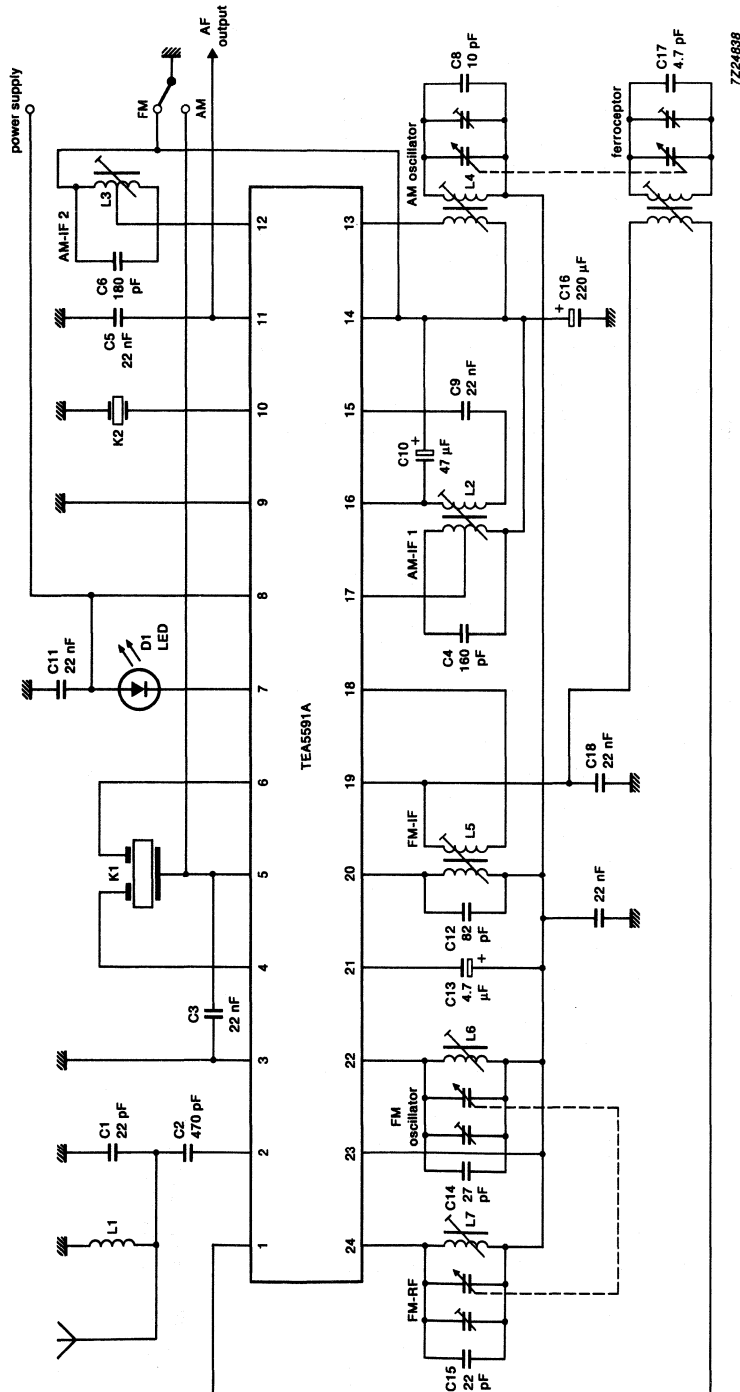 power supply
AF
output
FM
AM
AM-IF 2
L3
C6
180
pF
C5
22 nF
K2
C11
22 nF
D1
LED
K1
C3
22 nF
C1
22 pF
C2
470 pF
L1
1
2
3
4
5
6
7
8
9
10
11
12
TEA5591A
24
23
22
21
20
19
18
17
16
15
14
13
FM-RF
L7
C15
22
pF
FM
oscillator
L6
C14
27
pF
C13
4.7
µF
+
FM-IF
L5
C12
82
pF
22 nF
C18
22 nF
AM-IF 1
L2
C4
160
pF
C10
47 µF
+
C9
22 nF
C16
220 µF
+
AM oscillator
L4
C8
10 pF
ferroceptor
C17
4.7 pF
7Z24838